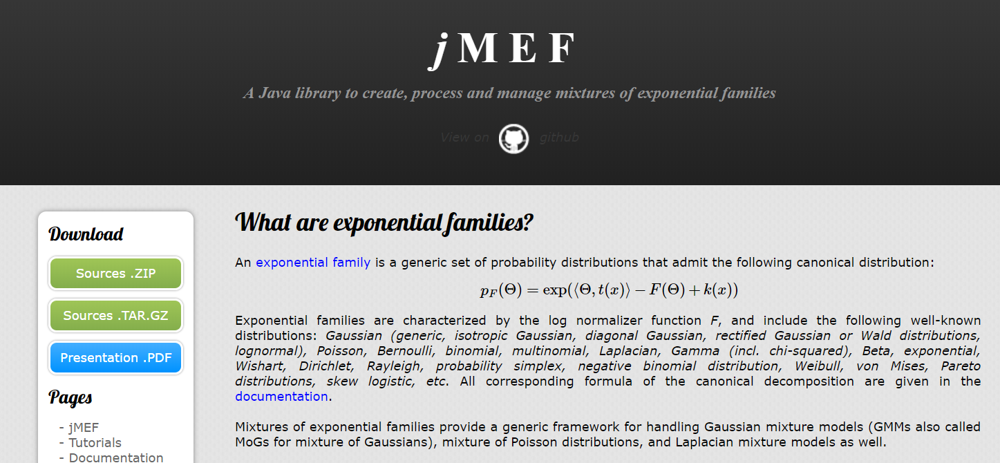 jMEF
A Java library to create, process and manage mixtures of exponential families
View on github
Download
Sources .ZIP
Sources .TAR.GZ
Presentation .PDF
Pages
- jMEF
- Tutorials
- Documentation
What are exponential families?
An exponential family is a generic set of probability distributions that admit the following canonical distribution:
p_F(Θ) = exp(⟨Θ, t(x)⟩ − F(Θ) + k(x))
Exponential families are characterized by the log normalizer function F, and include the following well-known
distributions: Gaussian (generic, isotropic Gaussian, diagonal Gaussian, rectified Gaussian or Wald distributions,
lognormal), Poisson, Bernoulli, binomial, multinomial, Laplacian, Gamma (incl. chi-squared), Beta, exponential,
Wishart, Dirichlet, Rayleigh, probability simplex, negative binomial distribution, Weibull, von Mises, Pareto
distributions, skew logistic, etc. All corresponding formula of the canonical decomposition are given in the
documentation.
Mixtures of exponential families provide a generic framework for handling Gaussian mixture models (GMMs also called
MoGs for mixture of Gaussians), mixture of Poisson distributions, and Laplacian mixture models as well.